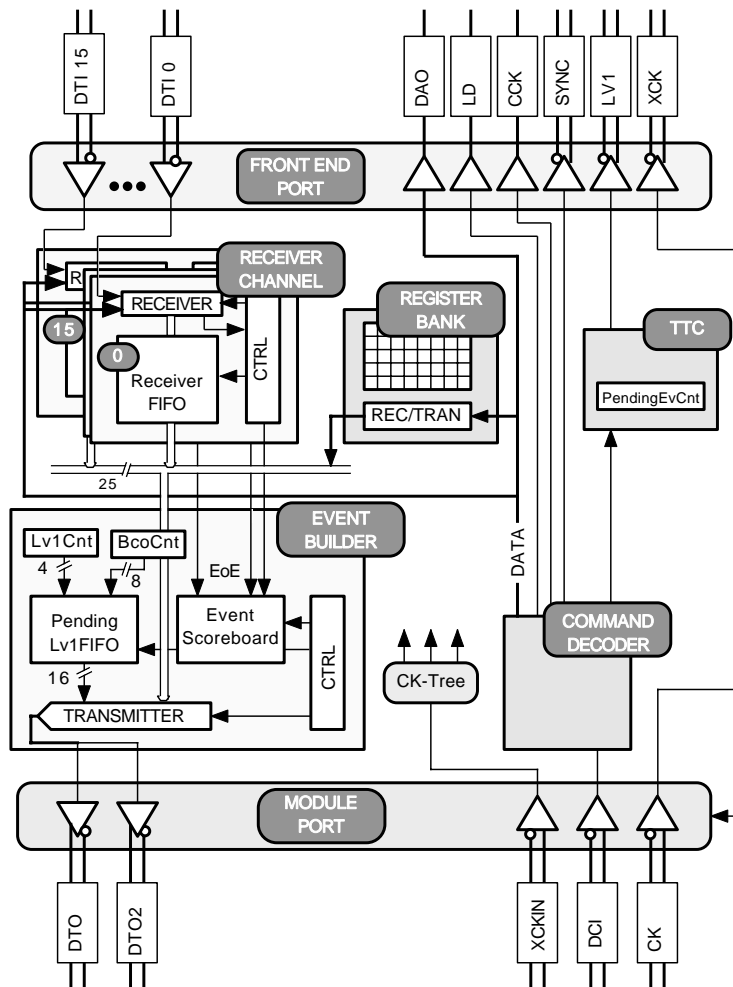 DTI 15
DTI 0
DAO
LD
CCK
SYNC
LV1
XCK
FRONT END
PORT
RECEIVER
CHANNEL
R
RECEIVER
15
0
Receiver
FIFO
CTRL
REGISTER
BANK
REC/TRAN
TTC
PendingEvCnt
25
EVENT
BUILDER
Lv1Cnt
BcoCnt
4
8
EoE
DATA
Pending
Lv1FIFO
Event
Scoreboard
CTRL
16
TRANSMITTER
CK-Tree
COMMAND
DECODER
MODULE
PORT
DTO
DTO2
XCKIN
DCI
CK